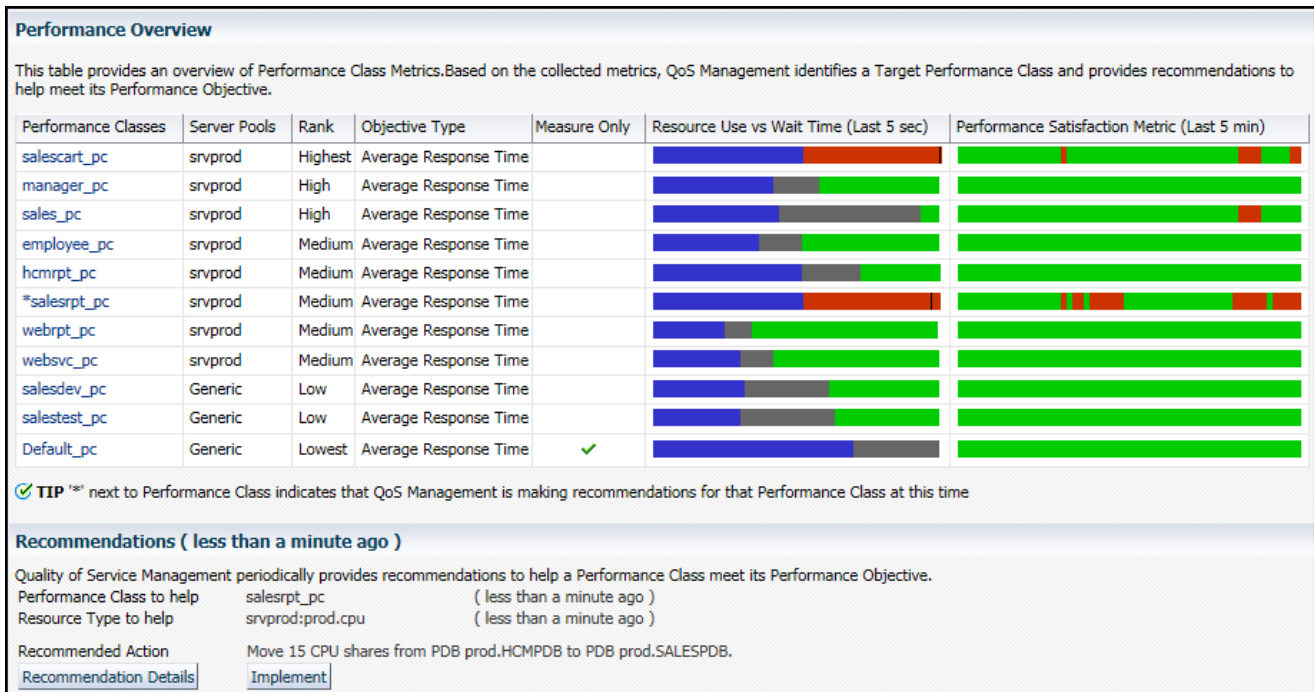 Performance Overview
This table provides an overview of Performance Class Metrics.Based on the collected metrics, QoS Management identifies a Target Performance Class and provides recommendations to
help meet its Performance Objective.
Performance Classes Server Pools Rank Objective Type Measure Only Resource Use vs Wait Time (Last 5 sec) Performance Satisfaction Metric (Last 5 min)
salescart_pc srvprod Highest Average Response Time
manager_pc srvprod High Average Response Time
sales_pc srvprod High Average Response Time
employee_pc srvprod Medium Average Response Time
hcmrpt_pc srvprod Medium Average Response Time
*salesrpt_pc srvprod Medium Average Response Time
webrpt_pc srvprod Medium Average Response Time
websvc_pc srvprod Medium Average Response Time
salesdev_pc Generic Low Average Response Time
salestest_pc Generic Low Average Response Time
Default_pc Generic Lowest Average Response Time
TIP '*' next to Performance Class indicates that QoS Management is making recommendations for that Performance Class at this time
Recommendations ( less than a minute ago )
Quality of Service Management periodically provides recommendations to help a Performance Class meet its Performance Objective.
Performance Class to help salesrpt_pc ( less than a minute ago )
Resource Type to help srvprod:prod.cpu ( less than a minute ago )
Recommended Action Move 15 CPU shares from PDB prod.HCMPDB to PDB prod.SALESPDB.
Recommendation Details Implement